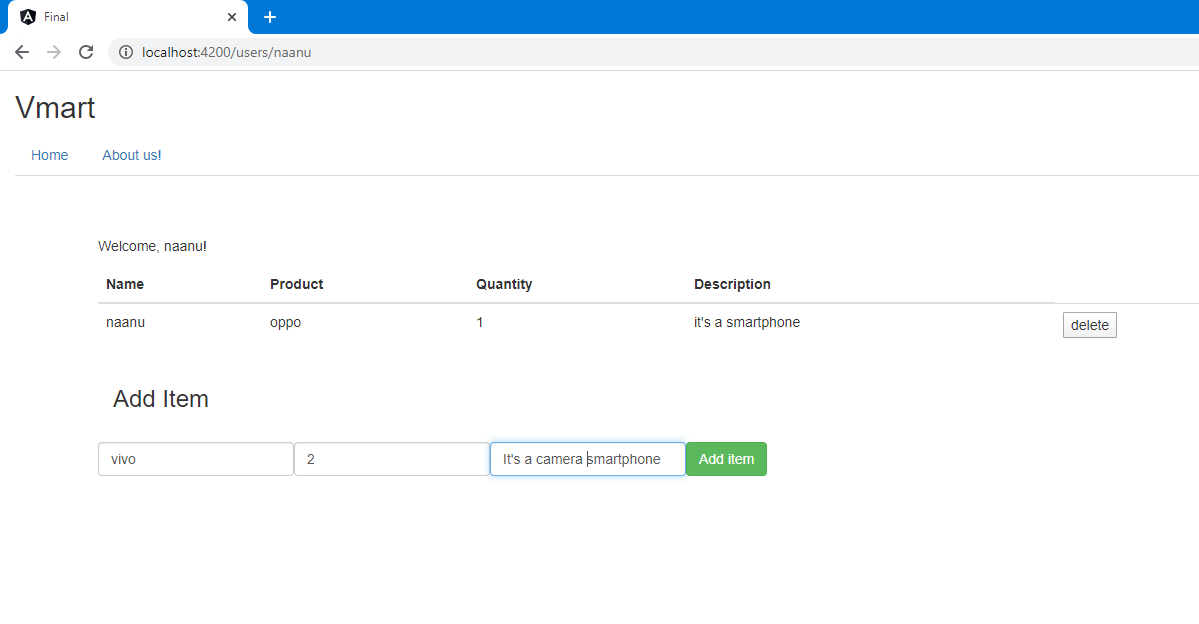 Final
localhost:4200/users/naanu
Vmart
Home About us!
Welcome, naanu!
Name Product Quantity Description
naanu oppo 1 it's a smartphone delete
Add Item
vivo 2 It's a camera smartphone Add item